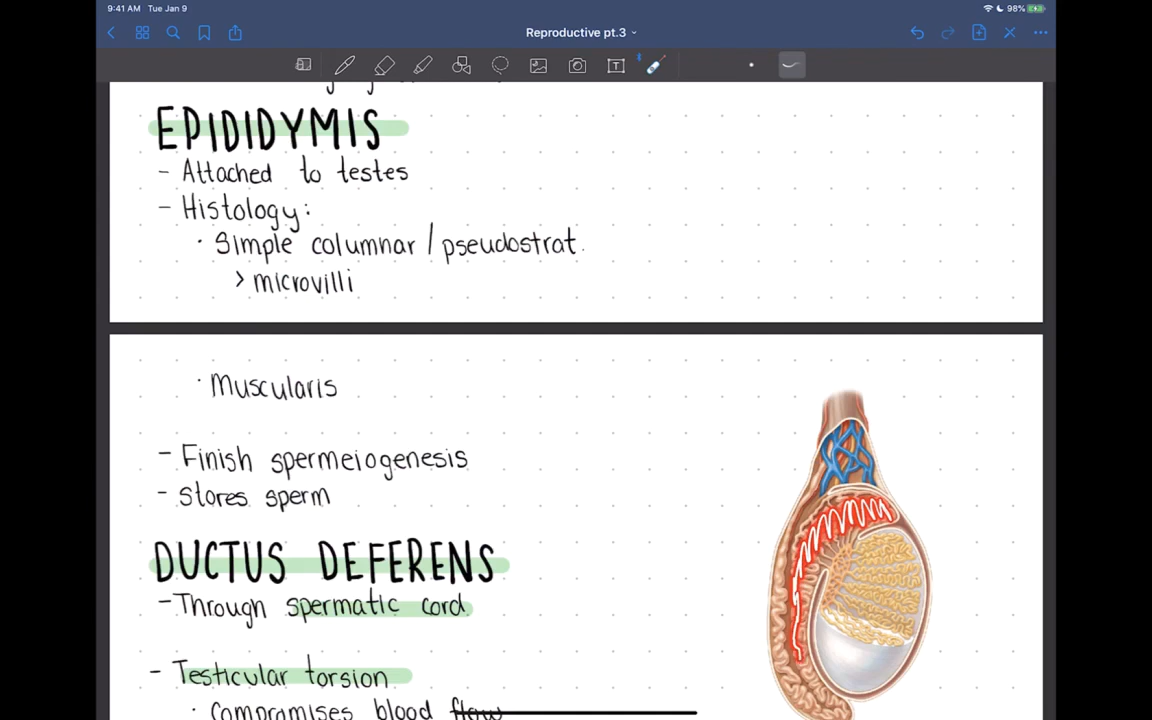 9:41 AM Tue Jan 9
98%
Reproductive pt.3
EPIDIDYMIS
- Attached to testes
- Histology:
· Simple columnar / pseudostrat.
> microvilli
· Muscularis
- Finish spermeiogenesis
- Stores sperm
DUCTUS DEFERENS
- Through spermatic cord
- Testicular torsion
· Compromises blood flow